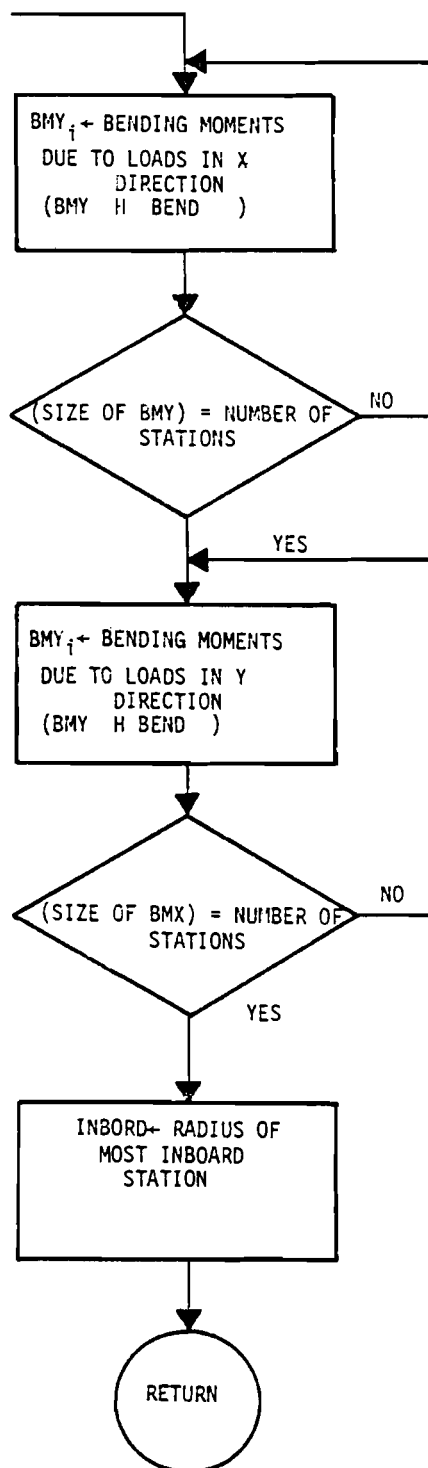 BMYi← BENDING MOMENTS
DUE TO LOADS IN X
DIRECTION
(BMY H BEND )
(SIZE OF BMY) = NUMBER OF
STATIONS
NO
YES
BMYi← BENDING MOMENTS
DUE TO LOADS IN Y
DIRECTION
(BMY H BEND )
(SIZE OF BMX) = NUMBER OF
STATIONS
NO
YES
INBORD← RADIUS OF
MOST INBOARD
STATION
RETURN